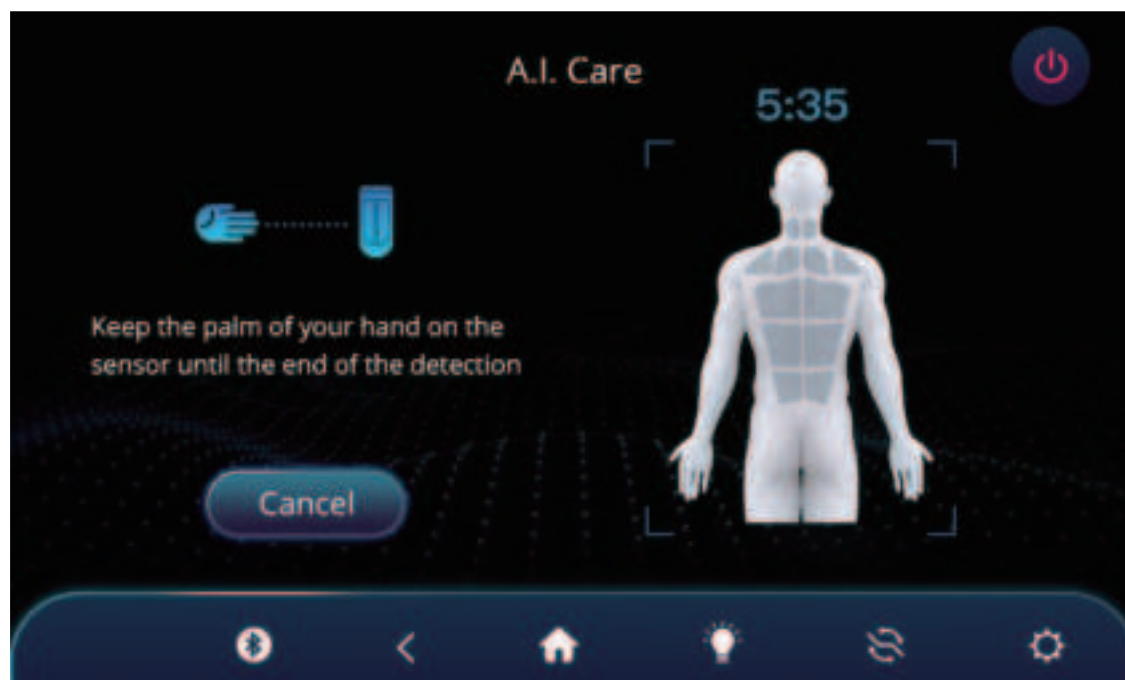 A.I. Care
5:35
Keep the palm of your hand on the
sensor until the end of the detection
Cancel